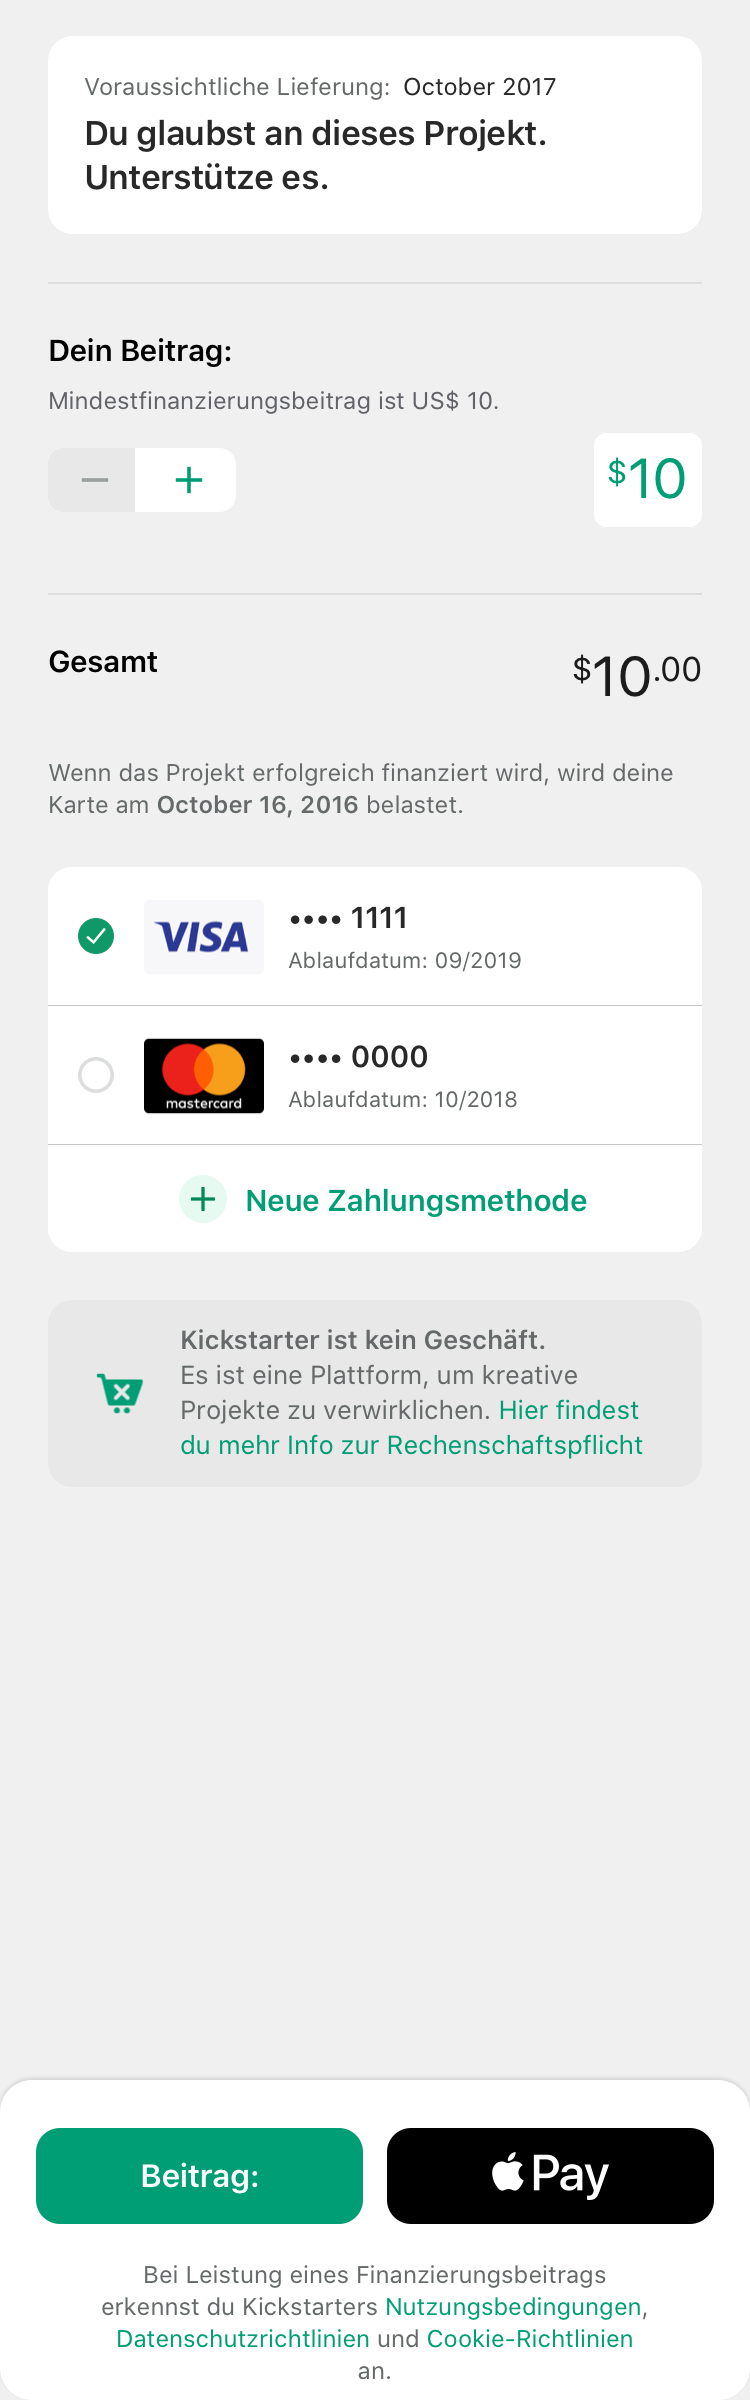 Voraussichtliche Lieferung: October 2017
Du glaubst an dieses Projekt.
Unterstütze es.
Dein Beitrag:
Mindestfinanzierungsbeitrag ist US$ 10.
− + $10
Gesamt $10.00
Wenn das Projekt erfolgreich finanziert wird, wird deine
Karte am October 16, 2016 belastet.
VISA •••• 1111
Ablaufdatum: 09/2019
•••• 0000
mastercard Ablaufdatum: 10/2018
+ Neue Zahlungsmethode
Kickstarter ist kein Geschäft.
Es ist eine Plattform, um kreative
Projekte zu verwirklichen. Hier findest
du mehr Info zur Rechenschaftspflicht
Beitrag: Pay
Bei Leistung eines Finanzierungsbeitrags
erkennst du Kickstarters Nutzungsbedingungen,
Datenschutzrichtlinien und Cookie-Richtlinien
an.